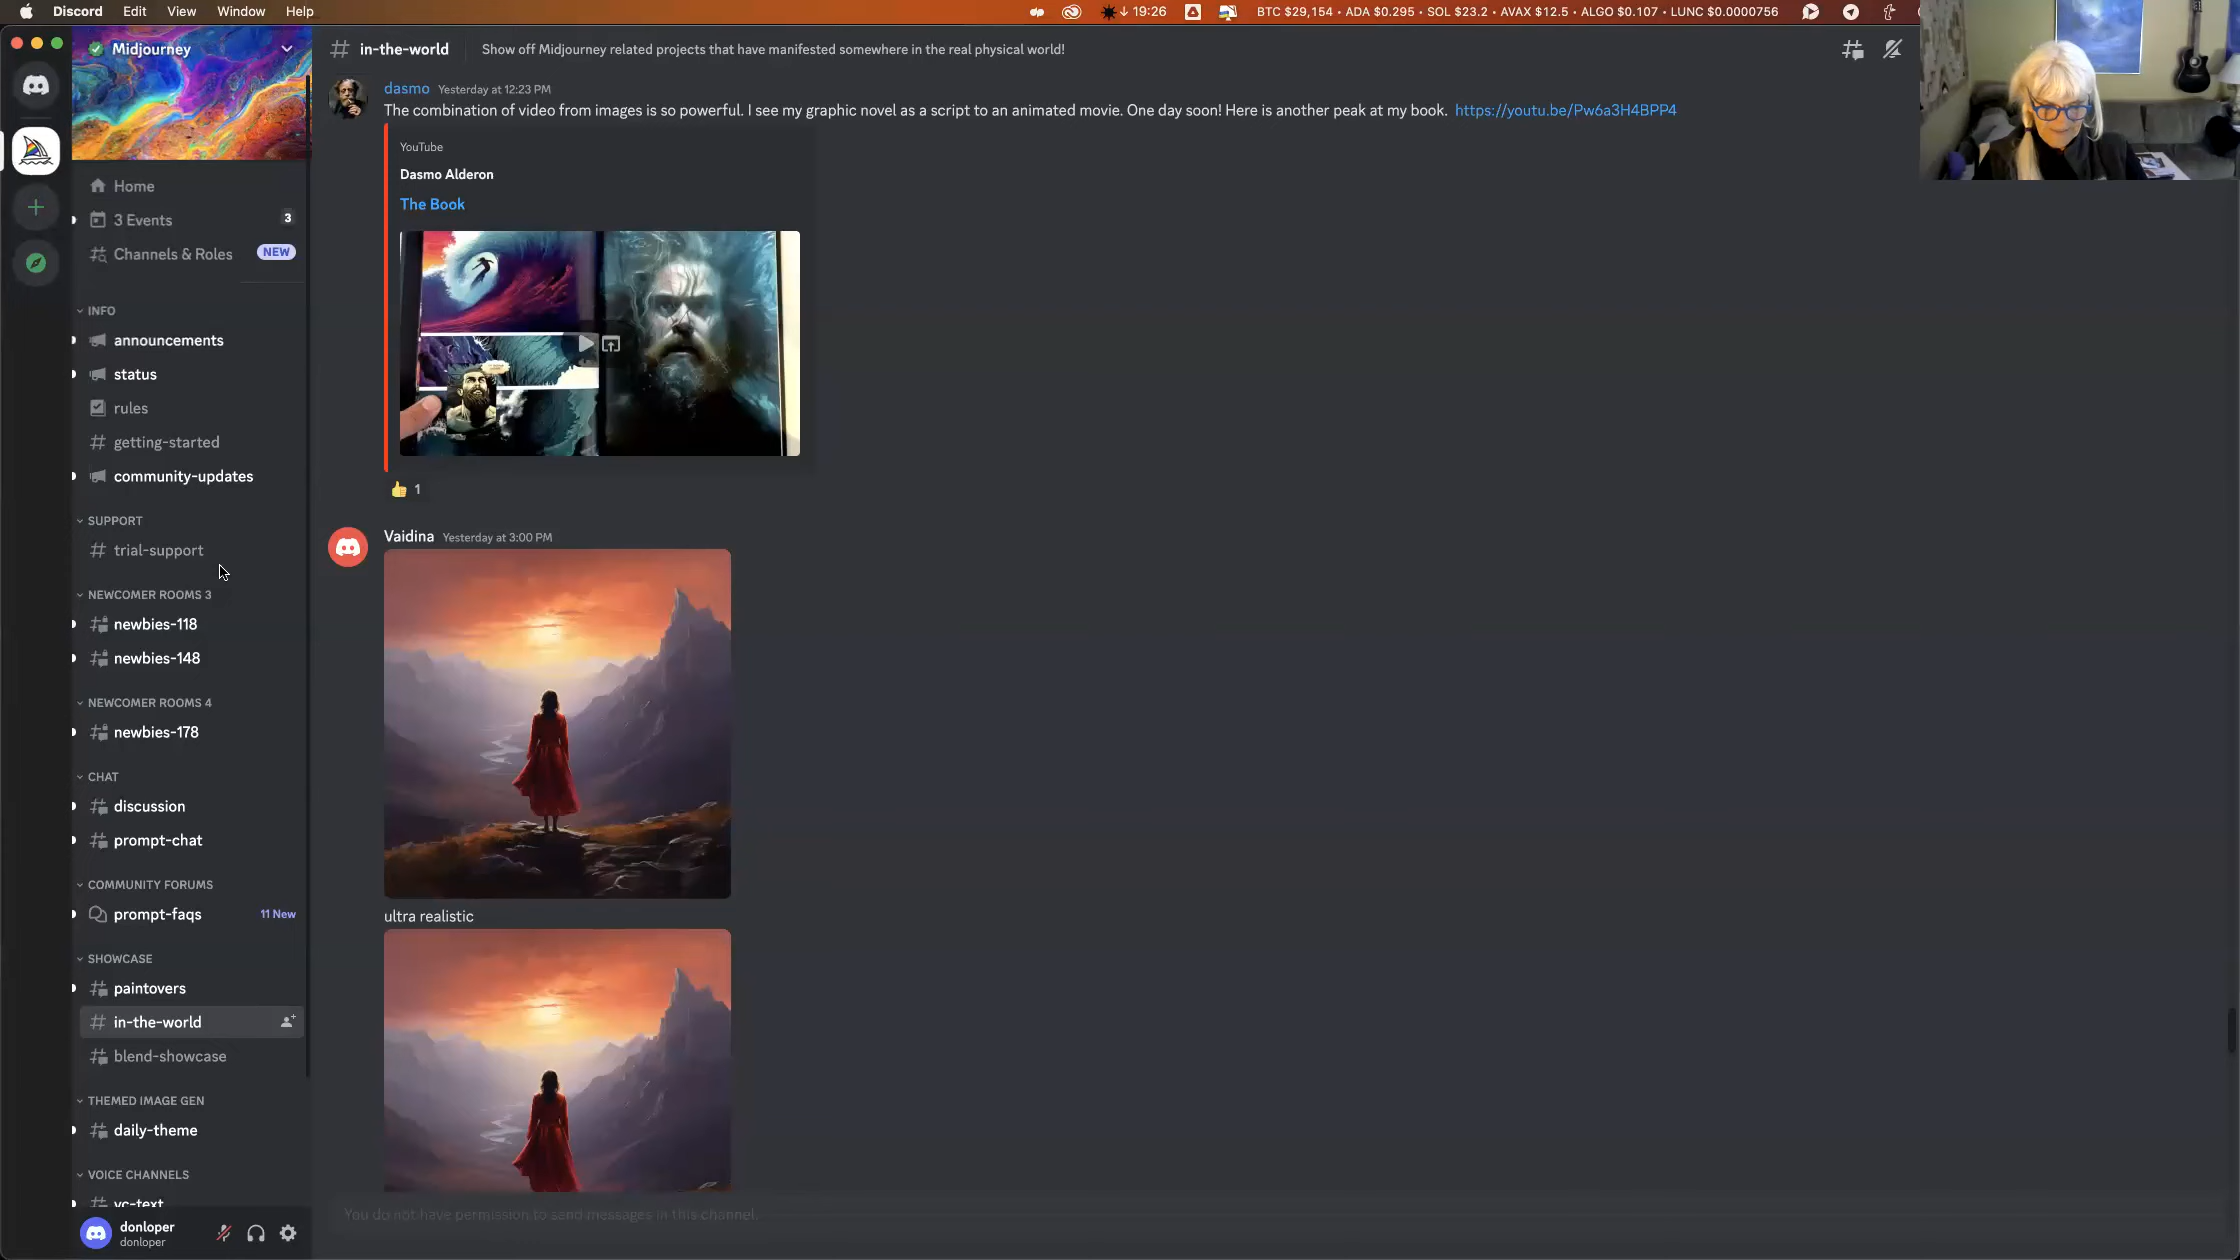 Discord Edit View Window Help
19:26
BTC $29,154 • ADA $0.295 • SOL $23.2 • AVAX $12.5 • ALGO $0.107 • LUNC $0.0000756
Midjourney
Home
3 Events 3
Channels & Roles NEW
INFO
announcements
status
rules
getting-started
community-updates
SUPPORT
trial-support
NEWCOMER ROOMS 3
newbies-118
newbies-148
NEWCOMER ROOMS 4
newbies-178
CHAT
discussion
prompt-chat
COMMUNITY FORUMS
prompt-faqs 11 New
SHOWCASE
paintovers
in-the-world
blend-showcase
THEMED IMAGE GEN
daily-theme
VOICE CHANNELS
vc-text
donloper
donloper
in-the-world Show off Midjourney related projects that have manifested somewhere in the real physical world!
dasmo Yesterday at 12:23 PM
The combination of video from images is so powerful. I see my graphic novel as a script to an animated movie. One day soon! Here is another peak at my book. https://youtu.be/Pw6a3H4BPP4
YouTube
Dasmo Alderon
The Book
1
Vaidina Yesterday at 3:00 PM
ultra realistic
You do not have permission to send messages in this channel.